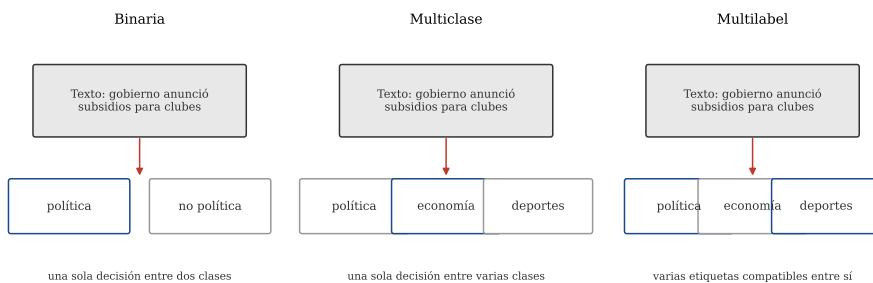 Binaria
Texto: gobierno anunció
subsidios para clubes
política
no política
una sola decisión entre dos clases
Multiclase
Texto: gobierno anunció
subsidios para clubes
política
economía
deportes
una sola decisión entre varias clases
Multilabel
Texto: gobierno anunció
subsidios para clubes
política
economía
deportes
varias etiquetas compatibles entre sí